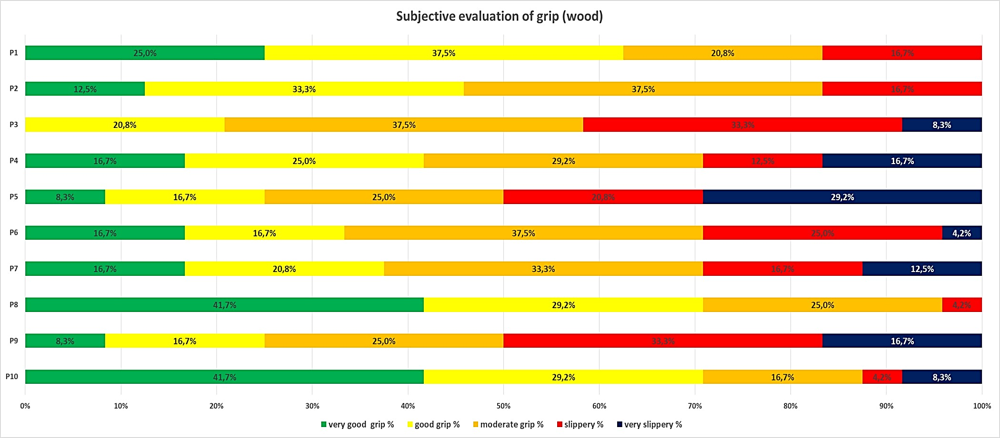 Subjective evaluation of grip (wood)
P1 25,0% 37,5% 20,8% 16,7%
P2 12,5% 33,3% 37,5% 16,7%
P3 20,8% 37,5% 33,3% 8,3%
P4 16,7% 25,0% 29,2% 12,5% 16,7%
P5 8,3% 16,7% 25,0% 20,8% 29,2%
P6 16,7% 16,7% 37,5% 25,0% 4,2%
P7 16,7% 20,8% 33,3% 16,7% 12,5%
P8 41,7% 29,2% 25,0% 4,2%
P9 8,3% 16,7% 25,0% 33,3% 16,7%
P10 41,7% 29,2% 16,7% 4,2% 8,3%
0% 10% 20% 30% 40% 50% 60% 70% 80% 90% 100%
very good grip % good grip % moderate grip % slippery % very slippery %